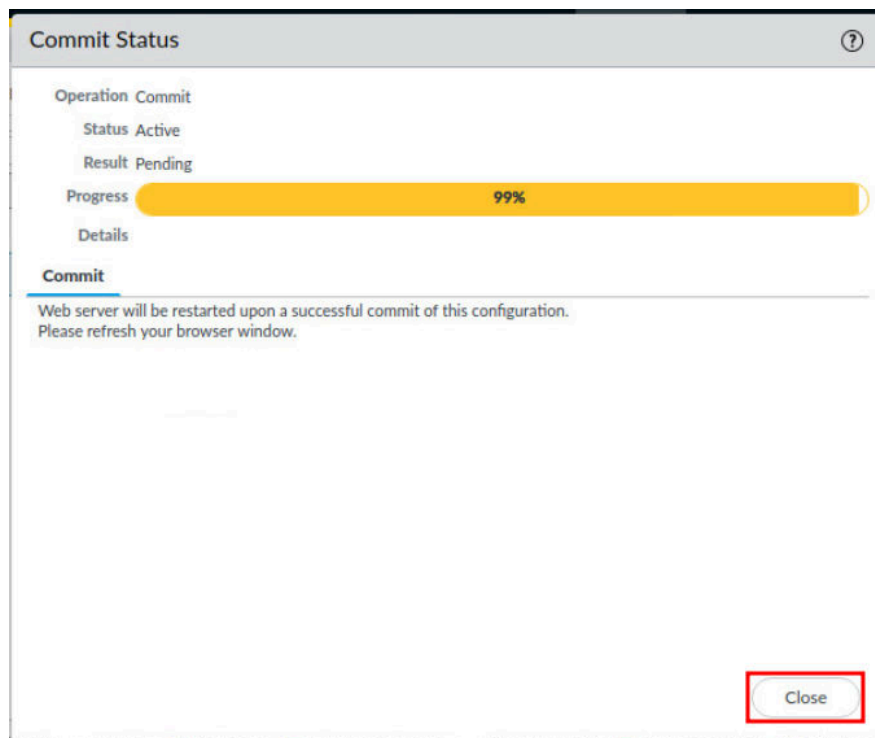 Commit Status
?
Operation Commit
Status Active
Result Pending
Progress 99%
Details
Commit
Web server will be restarted upon a successful commit of this configuration.
Please refresh your browser window.
Close